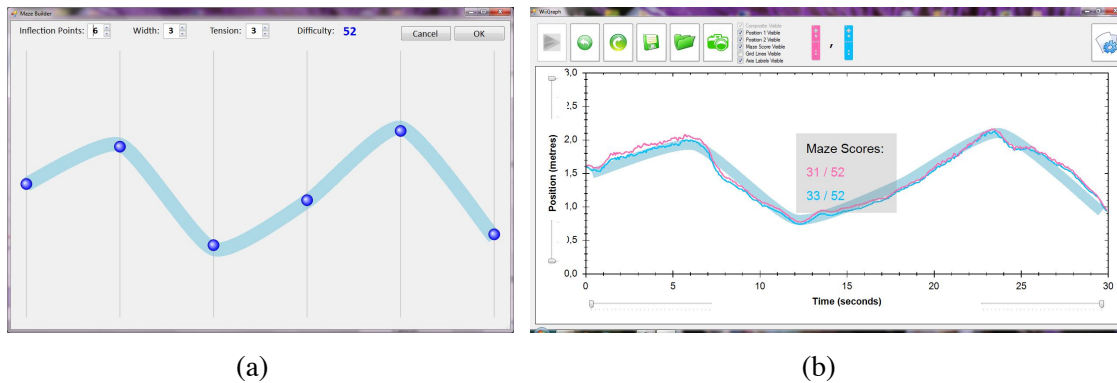 Maze Builder
Inflection Points: 6 Width: 3 Tension: 3 Difficulty: 52 Cancel OK
(a)
WiiGraph
Composite Visible
Position 1 Visible
Position 2 Visible
Maze Score Visible
Grid Lines Visible
Axis Labels Visible
,
3,0
2,5
2,0
1,5
1,0
0,5
0,0
Position (metres)
Maze Scores:
31 / 52
33 / 52
0 5 10 15 20 25 30
Time (seconds)
(b)